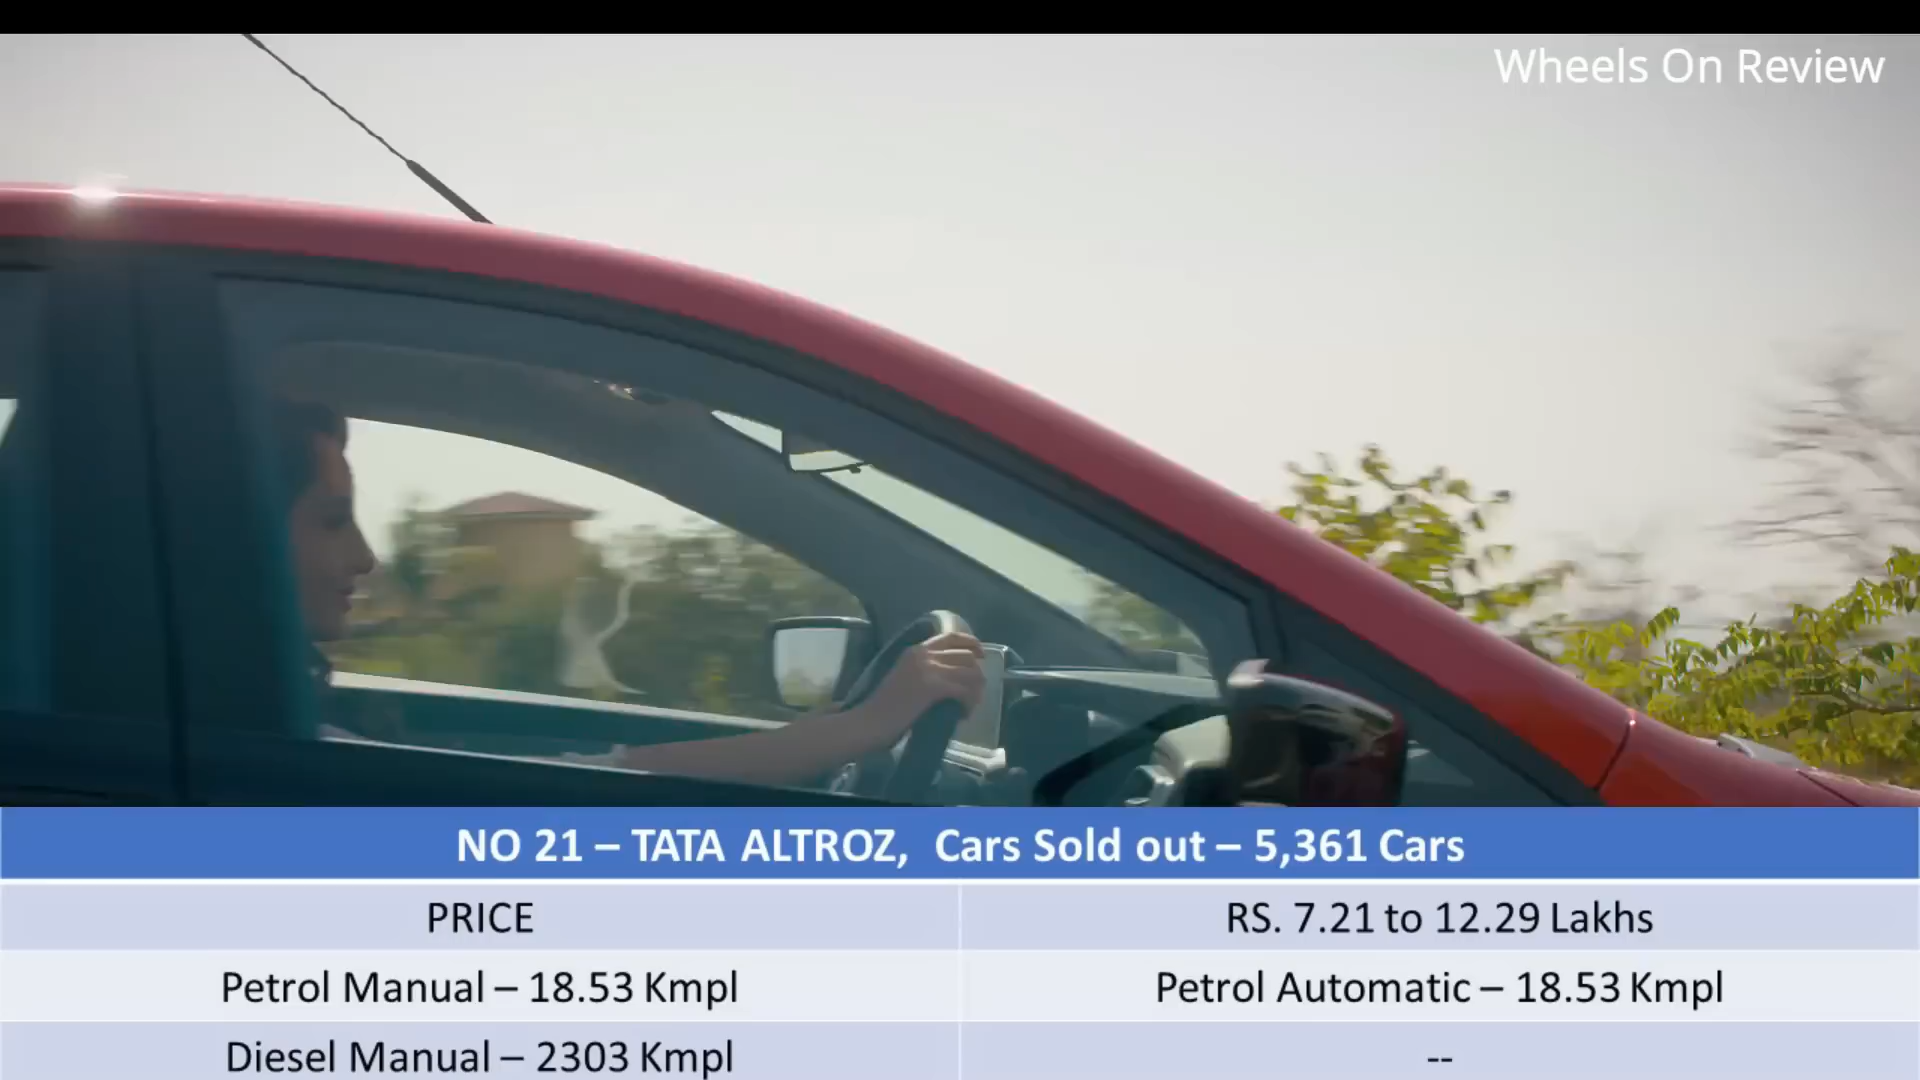 Wheels On Review
NO 21 – TATA ALTROZ, Cars Sold out – 5,361 Cars
PRICE
RS. 7.21 to 12.29 Lakhs
Petrol Manual – 18.53 Kmpl
Petrol Automatic – 18.53 Kmpl
Diesel Manual – 2303 Kmpl
--